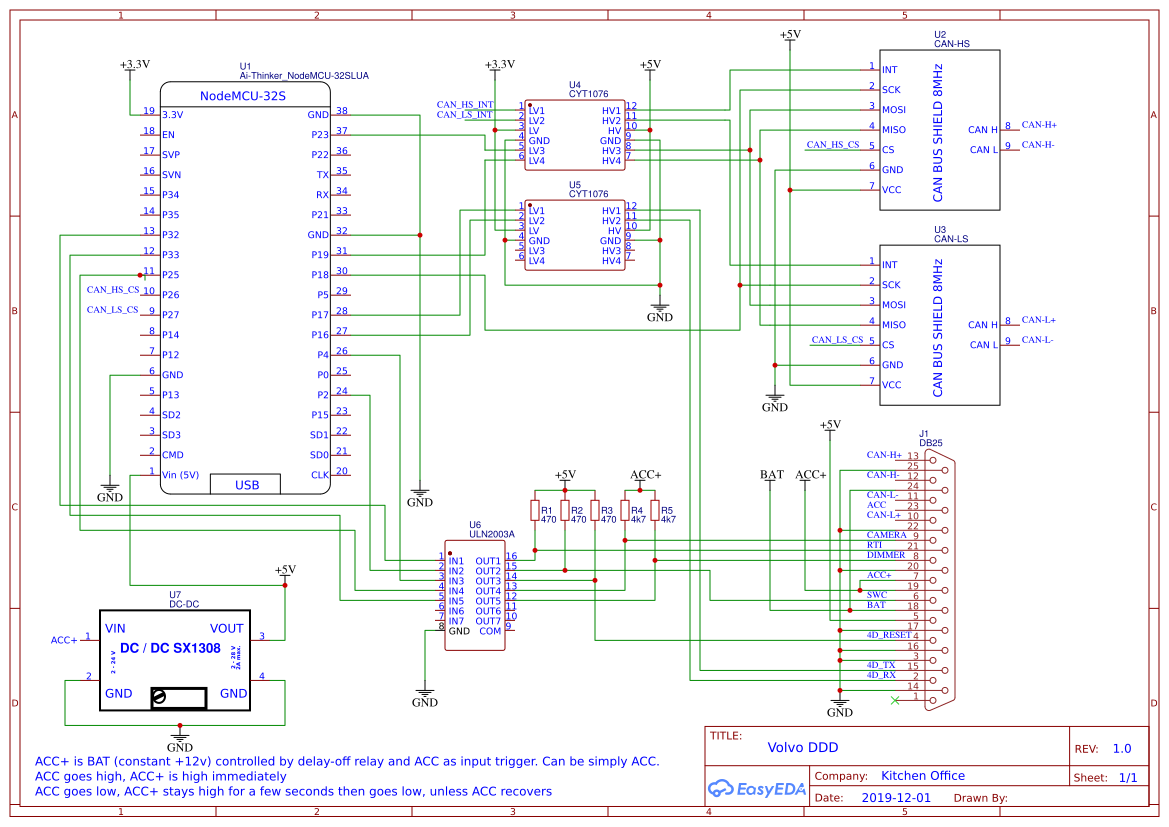 1 2 3 4 5
A B C D
+3.3V
U1
Ai-Thinker_NodeMCU-32SLUA
NodeMCU-32S
19 3.3V
18 EN
17 SVP
16 SVN
15 P34
14 P35
13 P32
12 P33
11 P25
CAN_HS_CS 10 P26
CAN_LS_CS 9 P27
8 P14
7 P12
6 GND
5 P13
4 SD2
3 SD3
2 CMD
1 Vin (5V)
GND 38
P23 37
P22 36
TX 35
RX 34
P21 33
GND 32
P19 31
P18 30
P5 29
P17 28
P16 27
P4 26
P0 25
P2 24
P15 23
SD1 22
SD0 21
CLK 20
USB
GND
GND
+3.3V
+5V
U4
CYT1076
CAN_HS_INT 1 LV1
CAN_LS_INT 2 LV2
3 LV
4 GND
5 LV3
6 LV4
HV1 12
HV2 11
HV 10
GND 9
HV3 8
HV4 7
U5
CYT1076
1 LV1
2 LV2
3 LV
4 GND
5 LV3
6 LV4
HV1 12
HV2 11
HV 10
GND 9
HV3 8
HV4 7
GND
+5V
U2
CAN-HS
1 INT
2 SCK
3 MOSI
4 MISO
CAN_HS_CS 5 CS
6 GND
7 VCC
CAN BUS SHIELD 8MHz
CAN H 8 CAN-H+
CAN L 9 CAN-H-
U3
CAN-LS
1 INT
2 SCK
3 MOSI
4 MISO
CAN_LS_CS 5 CS
6 GND
7 VCC
CAN BUS SHIELD 8MHz
CAN H 8 CAN-L+
CAN L 9 CAN-L-
GND
+5V
J1
DB25
CAN-H+ 13
25
CAN-H- 12
24
CAN-L- 11
ACC 23
CAN-L+ 10
22
CAMERA 9
RTI 21
DIMMER 8
20
ACC+ 7
19
SWC 6
BAT 18
5
17
4D_RESET 4
16
3
4D_TX 15
4D_RX 2
14
1
GND
BAT ACC+
+5V ACC+
R1 470
R2 470
R3 470
R4 4k7
R5 4k7
U6
ULN2003A
1 IN1 OUT1 16
2 IN2 OUT2 15
3 IN3 OUT3 14
4 IN4 OUT4 13
5 IN5 OUT5 12
6 IN6 OUT6 11
7 IN7 OUT7 10
8 GND COM 9
GND
+5V
U7
DC-DC
VIN VOUT
ACC+ 1 3
DC / DC SX1308
2 - 24 V
2 - 28 V
2A max.
2 4
GND GND
GND
ACC+ is BAT (constant +12v) controlled by delay-off relay and ACC as input trigger. Can be simply ACC.
ACC goes high, ACC+ is high immediately
ACC goes low, ACC+ stays high for a few seconds then goes low, unless ACC recovers
TITLE:
Volvo DDD
REV: 1.0
EasyEDA
Company: Kitchen Office
Sheet: 1/1
Date: 2019-12-01 Drawn By:
A B C D
1 2 3 4 5